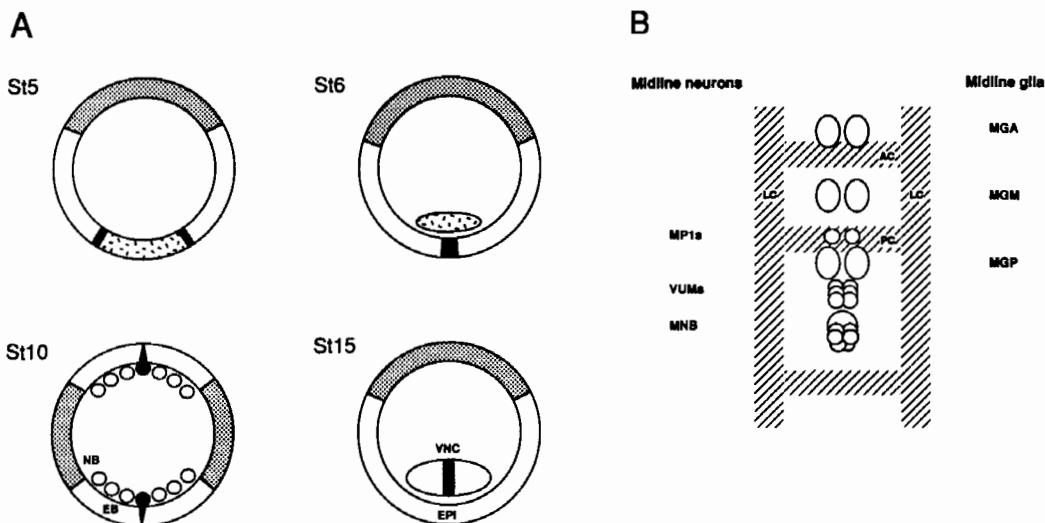 A
St5
St6
St10
NB
EB
St15
VNC
EPI
B
Midline neurons
Midline glia
MGA
AC
LC
LC
MGM
MP1s
PC
MGP
VUMs
MNB